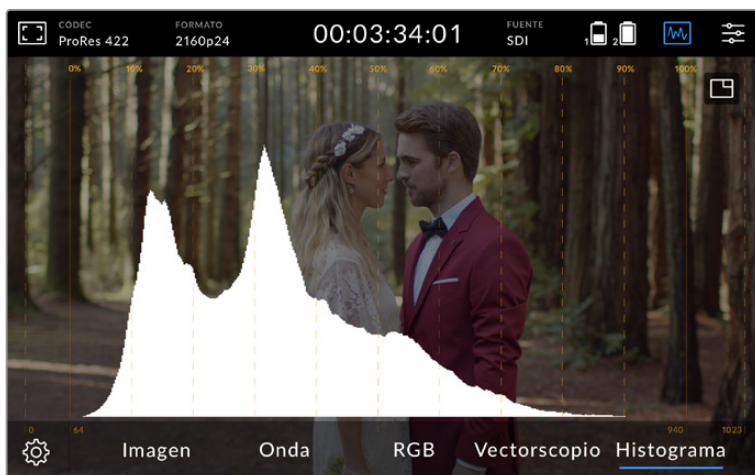 CÓDEC FORMATO 00:03:34:01 FUENTE
ProRes 422 2160p24 SDI 1 2
0% 10% 20% 30% 40% 50% 60% 70% 80% 90% 100%
0 64 940 1023
Imagen Onda RGB Vectorscopio Histograma